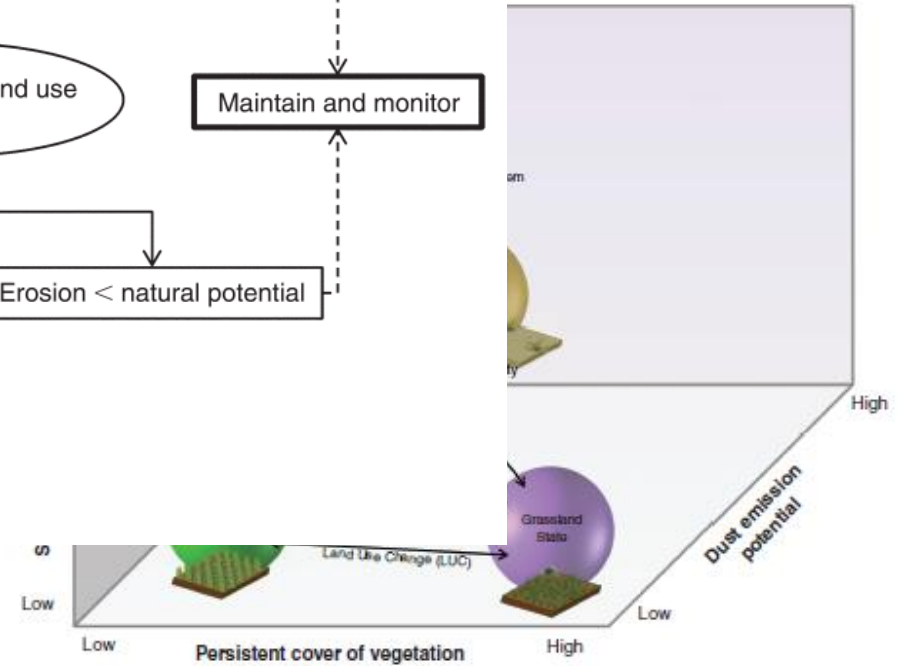 nd use
Maintain and monitor
Erosion < natural potential
High
Grassland
State
Dust emission
potential
Land Use Change (LUC)
S
Low
Low
Low
High
Persistent cover of vegetation